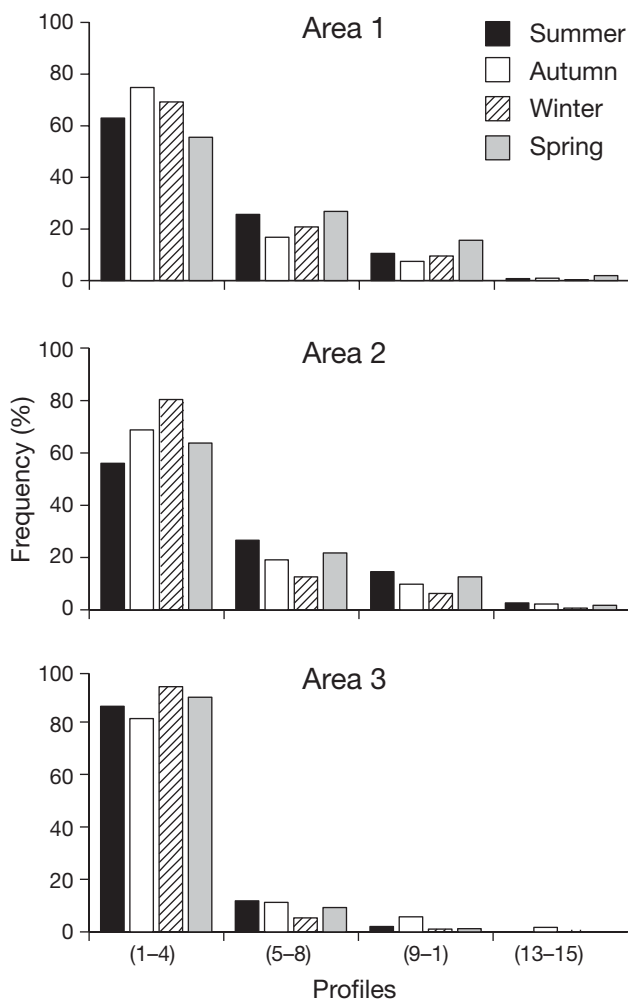 Area 1
Summer
Autumn
Winter
Spring
100
80
60
40
20
0
Area 2
100
80
60
40
20
0
Frequency (%)
Area 3
100
80
60
40
20
0
(1–4) (5–8) (9–1) (13–15)
Profiles